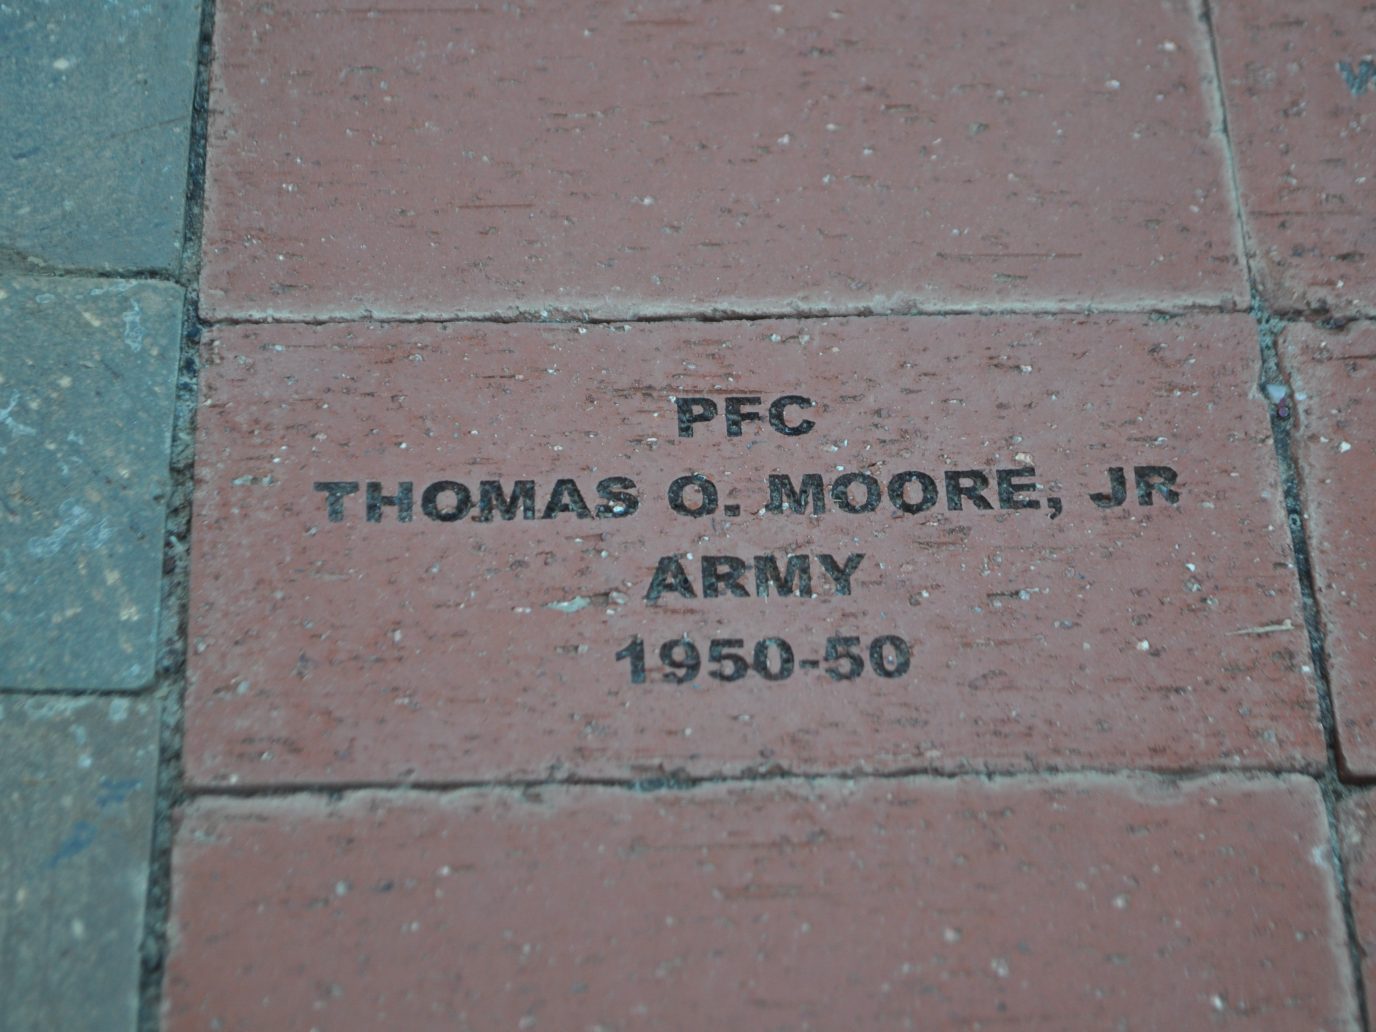 PFC
THOMAS O. MOORE, JR
ARMY
1950-50